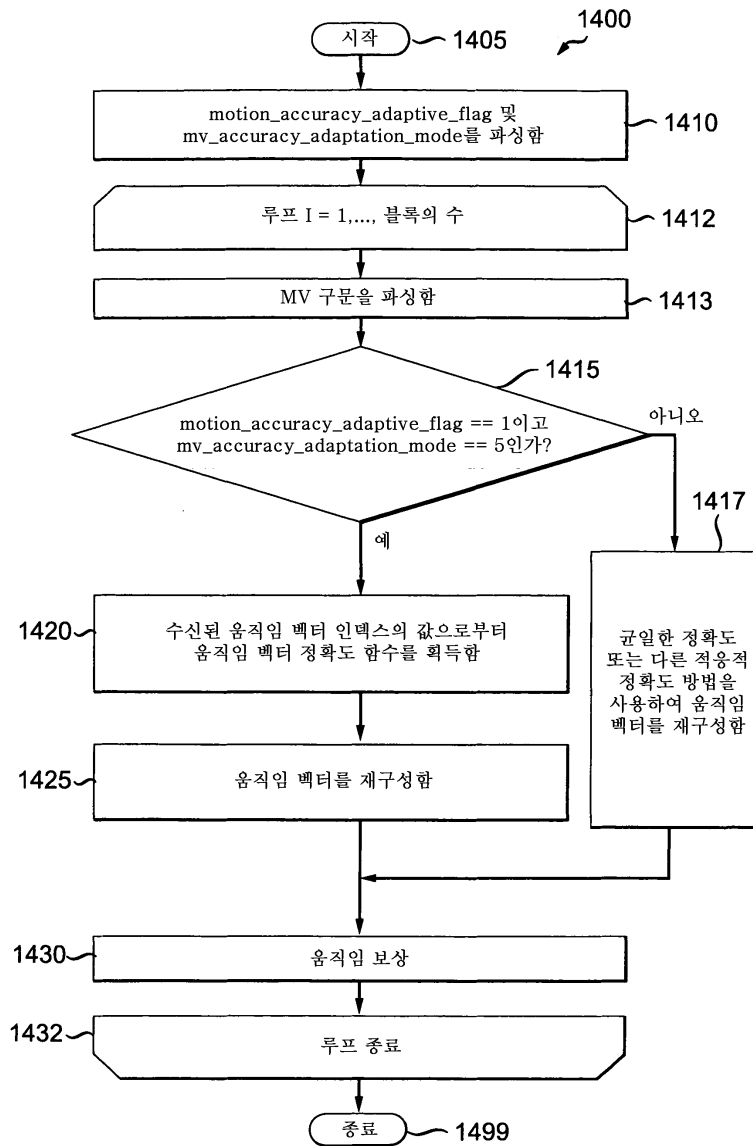 1400
시작
1405
motion_accuracy_adaptive_flag 및
mv_accuracy_adaptation_mode를 파싱함
1410
루프 I = 1,..., 블록의 수
1412
MV 구문을 파싱함
1413
1415
motion_accuracy_adaptive_flag == 1이고
mv_accuracy_adaptation_mode == 5인가?
아니오
예
1417
1420
수신된 움직임 벡터 인덱스의 값으로부터
움직임 벡터 정확도 함수를 획득함
균일한 정확도
또는 다른 적응적
정확도 방법을
사용하여 움직임
벡터를 재구성함
1425
움직임 벡터를 재구성함
1430
움직임 보상
1432
루프 종료
종료
1499